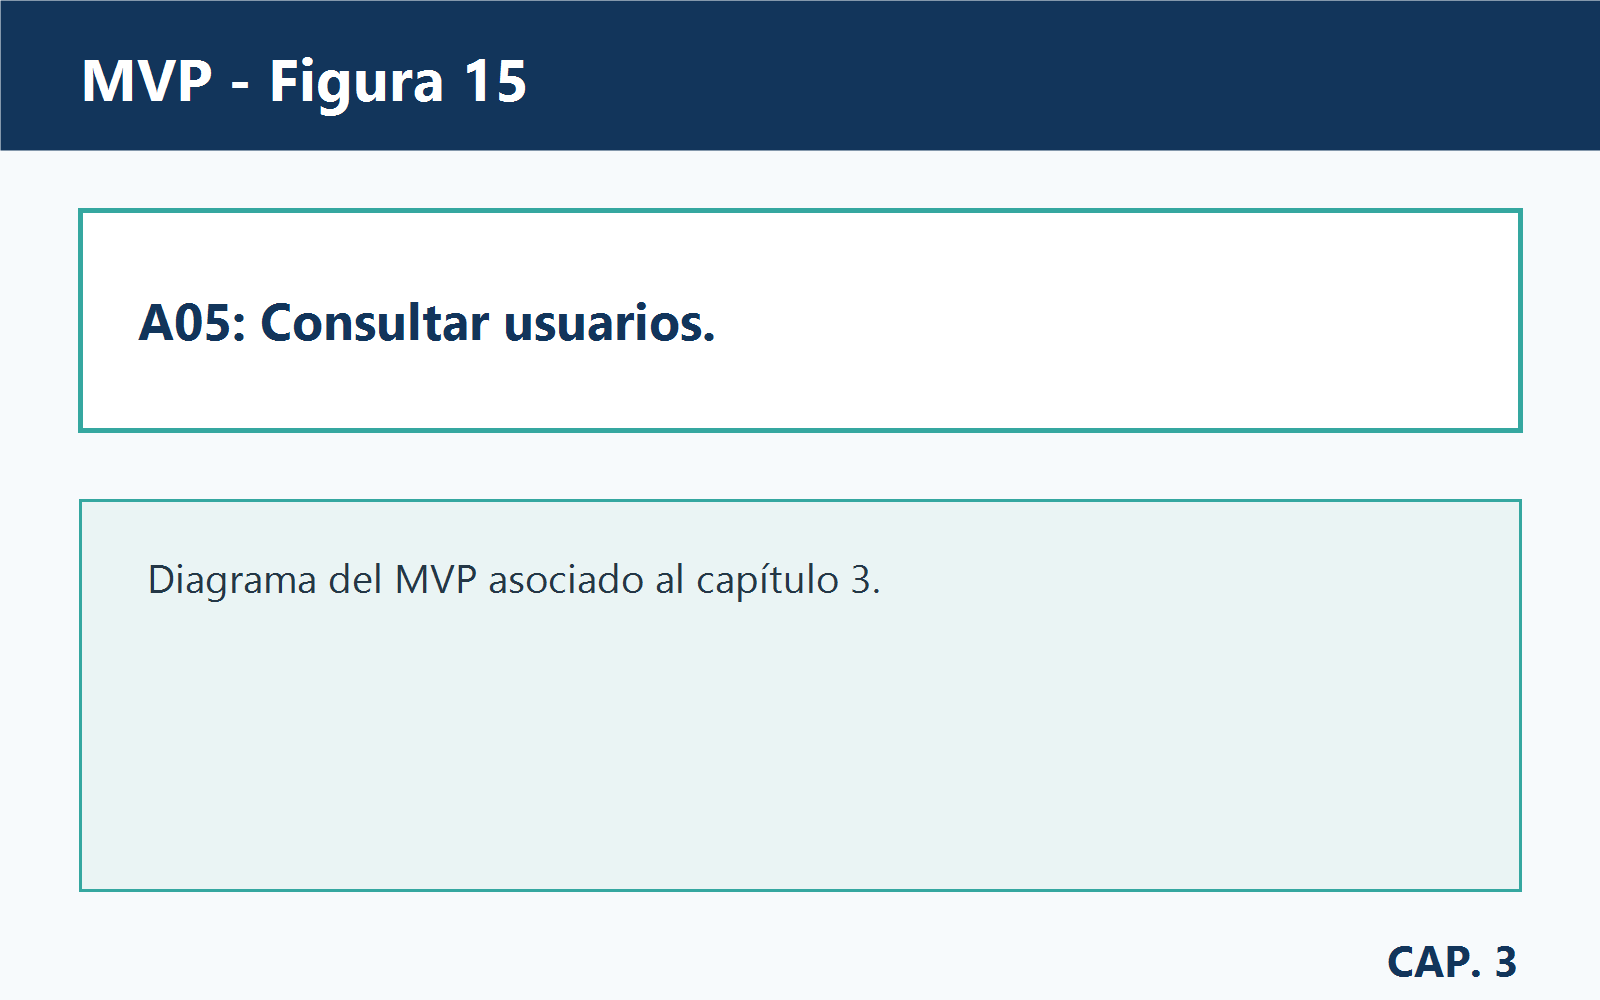 MVP - Figura 15
A05: Consultar usuarios.
Diagrama del MVP asociado al capítulo 3.
CAP. 3